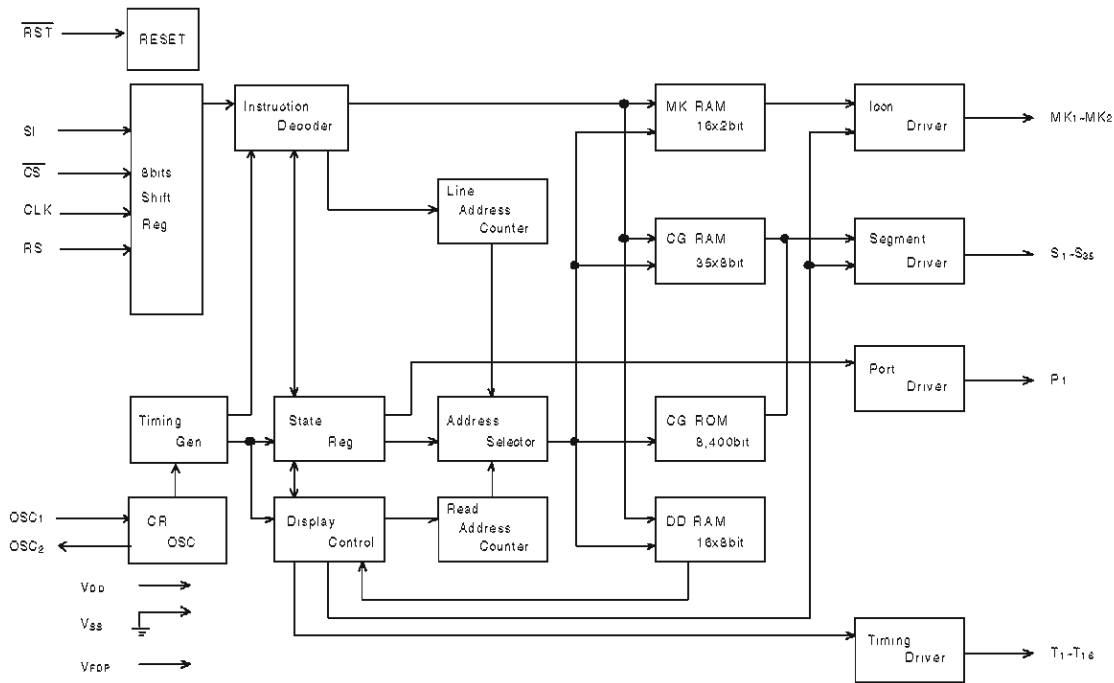 RST
RESET
SI
CS
CLK
RS
8bits
Shift
Reg
Instruction
Decoder
Line
Address
Counter
MK RAM
16x2bit
Icon
Driver
MK1-MK2
CG RAM
35x8bit
Segment
Driver
S1-S35
Port
Driver
P1
Timing
Gen
State
Reg
Address
Selector
CG ROM
8,400bit
OSC1
OSC2
CR
OSC
Display
Control
Read
Address
Counter
DD RAM
16x8bit
VDD
VSS
VFDP
Timing
Driver
T1-T16